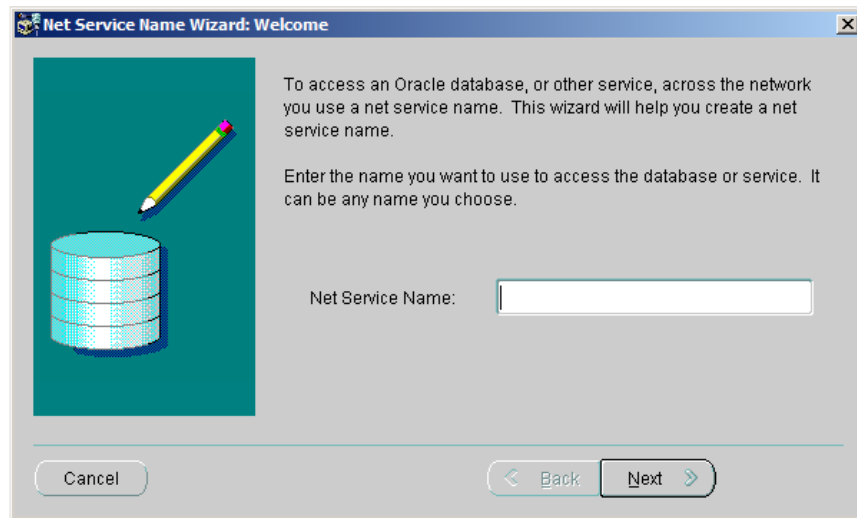 Net Service Name Wizard: Welcome
To access an Oracle database, or other service, across the network
you use a net service name. This wizard will help you create a net
service name.
Enter the name you want to use to access the database or service. It
can be any name you choose.
Net Service Name:
Cancel
Back
Next